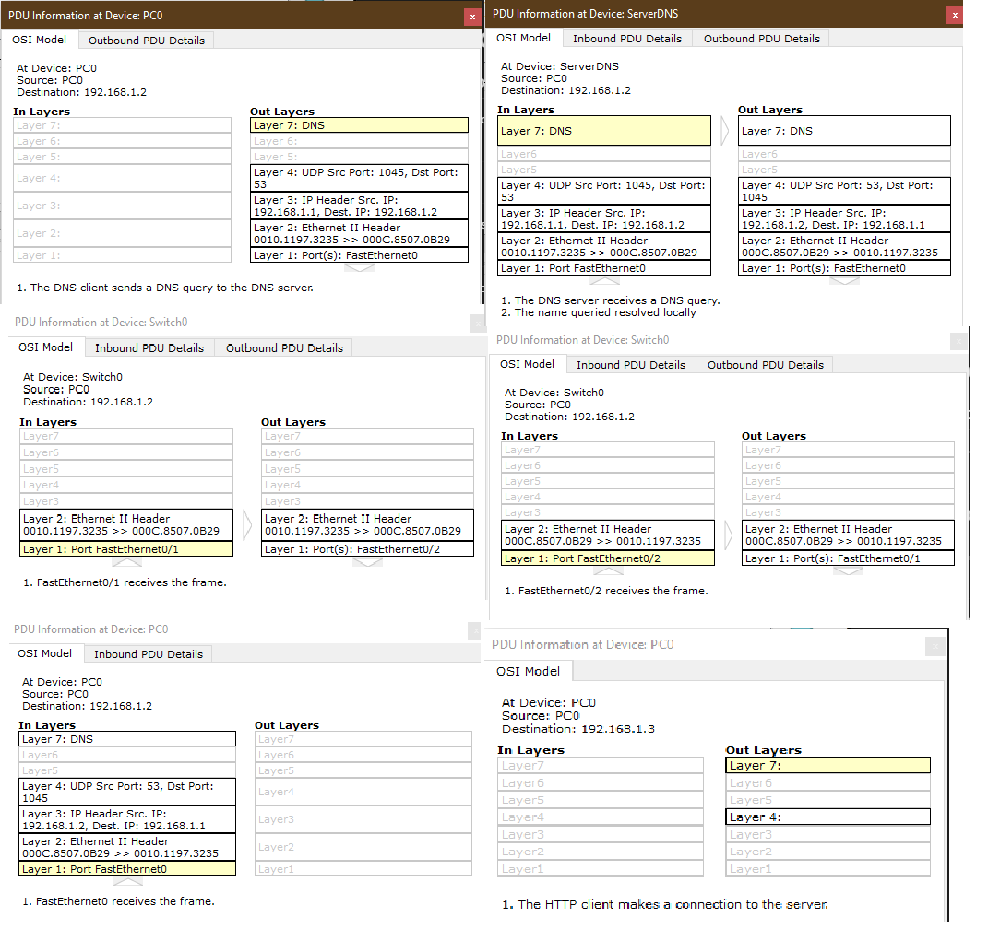 PDU Information at Device: PC0
x
OSI Model
Outbound PDU Details
At Device: PC0
Source: PC0
Destination: 192.168.1.2
In Layers
Layer 7:
Layer 6:
Layer 5:
Layer 4:
Layer 3:
Layer 2:
Layer 1:
Out Layers
Layer 7: DNS
Layer 6:
Layer 5:
Layer 4: UDP Src Port: 1045, Dst Port:
53
Layer 3: IP Header Src. IP:
192.168.1.1, Dest. IP: 192.168.1.2
Layer 2: Ethernet II Header
0010.1197.3235 >> 000C.8507.0B29
Layer 1: Port(s): FastEthernet0
1. The DNS client sends a DNS query to the DNS server.
PDU Information at Device: ServerDNS
x
OSI Model
Inbound PDU Details
Outbound PDU Details
At Device: ServerDNS
Source: PC0
Destination: 192.168.1.2
In Layers
Layer 7: DNS
Layer6
Layer5
Layer 4: UDP Src Port: 1045, Dst Port:
53
Layer 3: IP Header Src. IP:
192.168.1.1, Dest. IP: 192.168.1.2
Layer 2: Ethernet II Header
0010.1197.3235 >> 000C.8507.0B29
Layer 1: Port FastEthernet0
Out Layers
Layer 7: DNS
Layer6
Layer5
Layer 4: UDP Src Port: 53, Dst Port:
1045
Layer 3: IP Header Src. IP:
192.168.1.2, Dest. IP: 192.168.1.1
Layer 2: Ethernet II Header
000C.8507.0B29 >> 0010.1197.3235
Layer 1: Port(s): FastEthernet0
1. The DNS server receives a DNS query.
2. The name queried resolved locally
PDU Information at Device: Switch0
x
OSI Model
Inbound PDU Details
Outbound PDU Details
At Device: Switch0
Source: PC0
Destination: 192.168.1.2
In Layers
Layer7
Layer6
Layer5
Layer4
Layer3
Layer 2: Ethernet II Header
0010.1197.3235 >> 000C.8507.0B29
Layer 1: Port FastEthernet0/1
Out Layers
Layer7
Layer6
Layer5
Layer4
Layer3
Layer 2: Ethernet II Header
0010.1197.3235 >> 000C.8507.0B29
Layer 1: Port(s): FastEthernet0/2
1. FastEthernet0/1 receives the frame.
PDU Information at Device: Switch0
x
OSI Model
Inbound PDU Details
Outbound PDU Details
At Device: Switch0
Source: PC0
Destination: 192.168.1.2
In Layers
Layer7
Layer6
Layer5
Layer4
Layer3
Layer 2: Ethernet II Header
000C.8507.0B29 >> 0010.1197.3235
Layer 1: Port FastEthernet0/2
Out Layers
Layer7
Layer6
Layer5
Layer4
Layer3
Layer 2: Ethernet II Header
000C.8507.0B29 >> 0010.1197.3235
Layer 1: Port(s): FastEthernet0/1
1. FastEthernet0/2 receives the frame.
PDU Information at Device: PC0
x
OSI Model
Inbound PDU Details
At Device: PC0
Source: PC0
Destination: 192.168.1.2
In Layers
Layer 7: DNS
Layer6
Layer5
Layer 4: UDP Src Port: 53, Dst Port:
1045
Layer 3: IP Header Src. IP:
192.168.1.2, Dest. IP: 192.168.1.1
Layer 2: Ethernet II Header
000C.8507.0B29 >> 0010.1197.3235
Layer 1: Port FastEthernet0
Out Layers
Layer7
Layer6
Layer5
Layer4
Layer3
Layer2
Layer1
1. FastEthernet0 receives the frame.
PDU Information at Device: PC0
x
OSI Model
At Device: PC0
Source: PC0
Destination: 192.168.1.3
In Layers
Layer7
Layer6
Layer5
Layer4
Layer3
Layer2
Layer1
Out Layers
Layer 7:
Layer6
Layer5
Layer 4:
Layer3
Layer2
Layer1
1. The HTTP client makes a connection to the server.